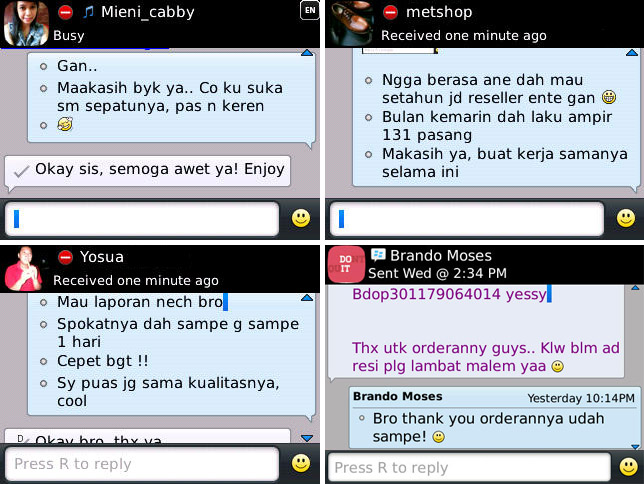 Mieni_cabby
EN
Busy
Gan..
Maakasih byk ya.. Co ku suka
sm sepatunya, pas n keren
Okay sis, semoga awet ya! Enjoy
metshop
Received one minute ago
Ngga berasa ane dah mau
setahun jd reseller ente gan
Bulan kemarin dah laku ampir
131 pasang
Makasih ya, buat kerja samanya
selama ini
Yosua
Received one minute ago
Mau laporan nech bro
Spokatnya dah sampe g sampe
1 hari
Cepet bgt !!
Sy puas jg sama kualitasnya,
cool
D
Okay bro, thx ya
Press R to reply
DO
IT
Brando Moses
Sent Wed @ 2:34 PM
Bdop301179064014 yessy
Thx utk orderanny guys.. Klw blm ad
resi plg lambat malem yaa
Brando Moses
Yesterday 10:14PM
Bro thank you orderannya udah
sampe!
Press R to reply